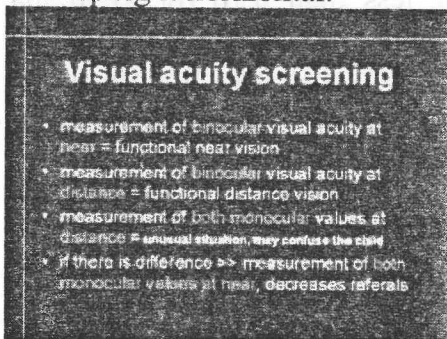 Visual acuity screening
• measurement of binocular visual acuity at
near = functional near vision
• measurement of binocular visual acuity at
distance = functional distance vision
• measurement of both monocular values at
distance = unusual situation, may confuse the child
• if there is difference >> measurement of both
monocular values at near, decreases referals